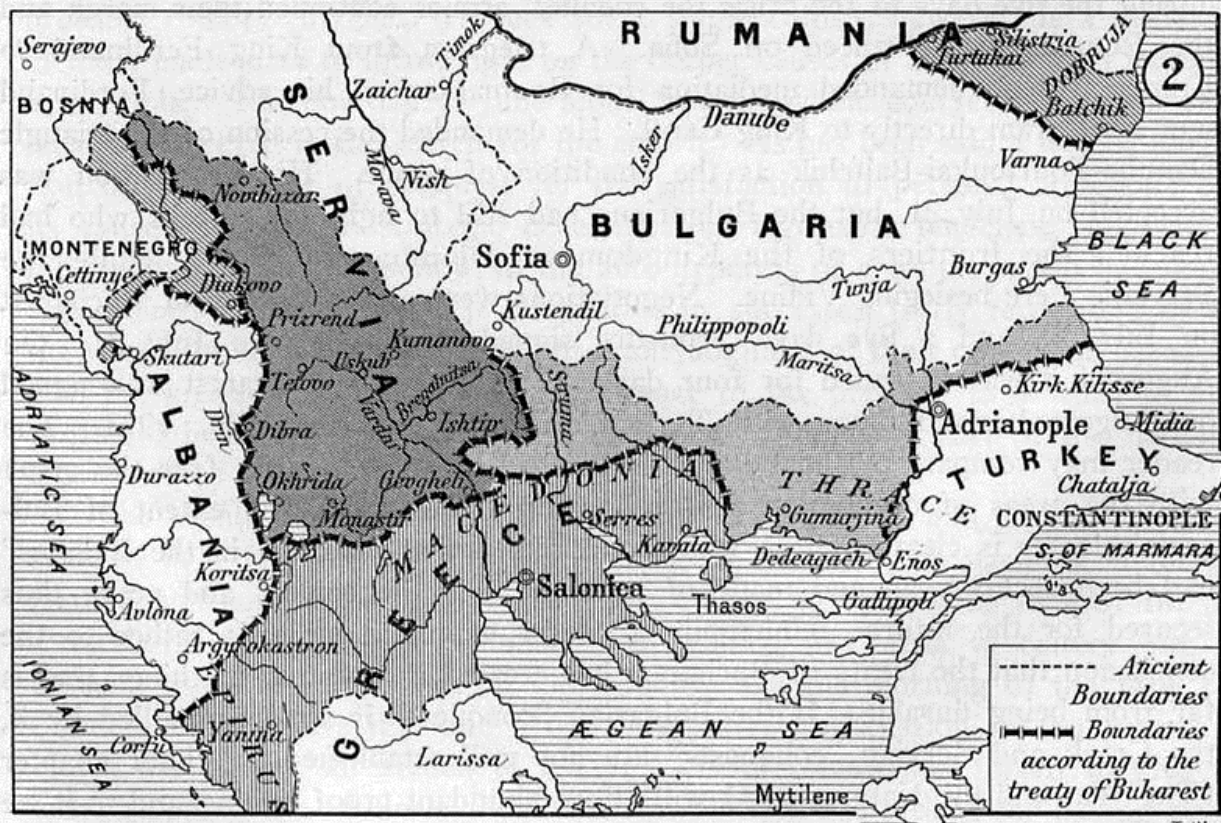 RUMANIA
Serajevo
Timok
Silistria
Turtukai
DOBRUJA
2
BOSNIA
Zaichar
Danube
Baltchik
SERVIA
Isker
Varna
Novibazar
Morava
Nish
BULGARIA
MONTENEGRO
Cettinyé
Sofia
BLACK
SEA
Burgas
Diakovo
Tunja
Prizrend
Kustendil
Philippopoli
Kumanovo
Maritsa
Skutari
Uskub
Tetovo
Bregalnitsa
Struma
Kirk Kilisse
ADRIATIC SEA
ALBANIA
Drin
Vardar
Ishtip
Adrianople
Midia
Dibra
TURKEY
Durazzo
Okhrida
Gevgheli
MACEDONIA
THRACE
Chatalja
Monastir
Serres
Gumurjina
CONSTANTINOPLE
Kavala
Dedeagach
Enos
S. OF MARMARA
Koritsa
GREECE
Salonica
Thasos
Gallipoli
Avlona
Argyrokastron
EPIRUS
IONIAN SEA
Corfu
Yanina
Larissa
ÆGEAN SEA
Mytilene
Ancient
Boundaries
Boundaries
according to the
treaty of Bukarest